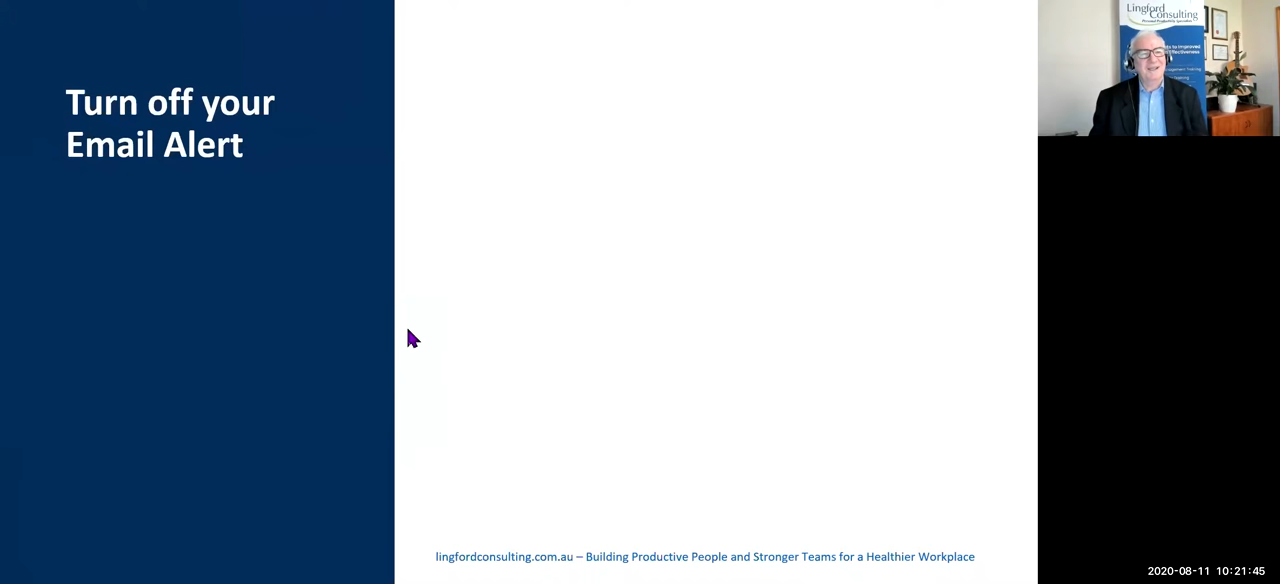 Turn off your
Email Alert
lingfordconsulting.com.au – Building Productive People and Stronger Teams for a Healthier Workplace
Lingford
Consulting
2020-08-11 10:21:45